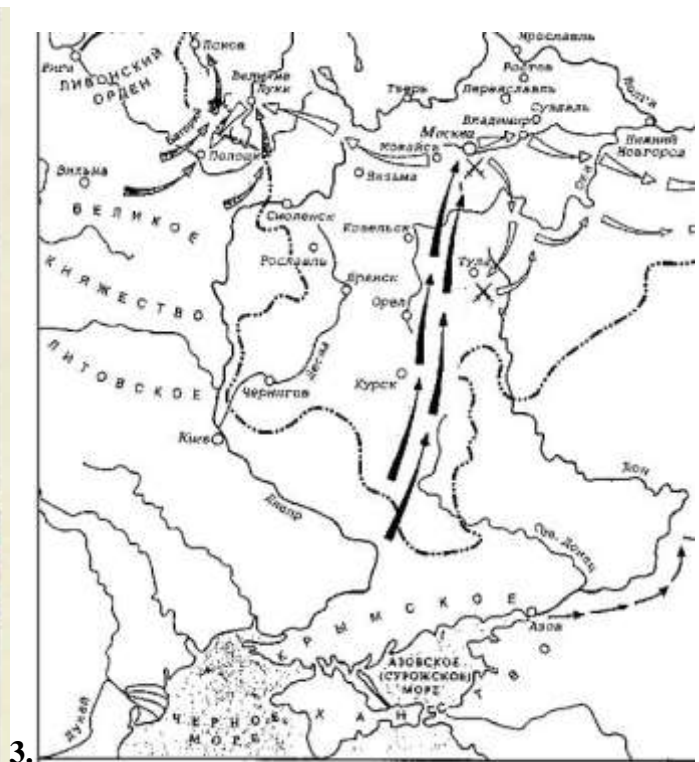 Псков
Ярославль
Рига
ЛИВОНСКИЙ
ОРДЕН
Великие
Луки
Ростов
Тверь
Переяславль
Волга
Суздаль
Владимир
Москва
Нижний
Новгород
Баторий
Полоцк
Можайск
Ока
Вильна
Вязьма
ВЕЛИКОЕ
Смоленск
Козельск
КНЯЖЕСТВО
Рославль
Тула
Брянск
Орел
ЛИТОВСКОЕ
Десна
Курск
Чернигов
Киев
Дон
Днепр
Сев. Донец
КРЫМСКОЕ
Азов
АЗОВСКОЕ
(СУРОЖСКОЕ)
МОРЕ
ХАНСТВО
ЧЕРНОЕ
МОРЕ
Дунай
3.